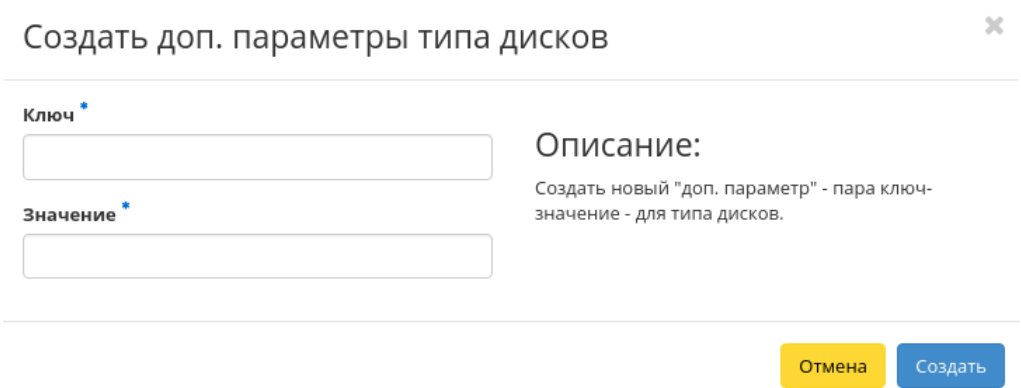 Создать доп. параметры типа дисков
Ключ *
Значение *
Описание:
Создать новый "доп. параметр" - пара ключ-
значение - для типа дисков.
Отмена
Создать